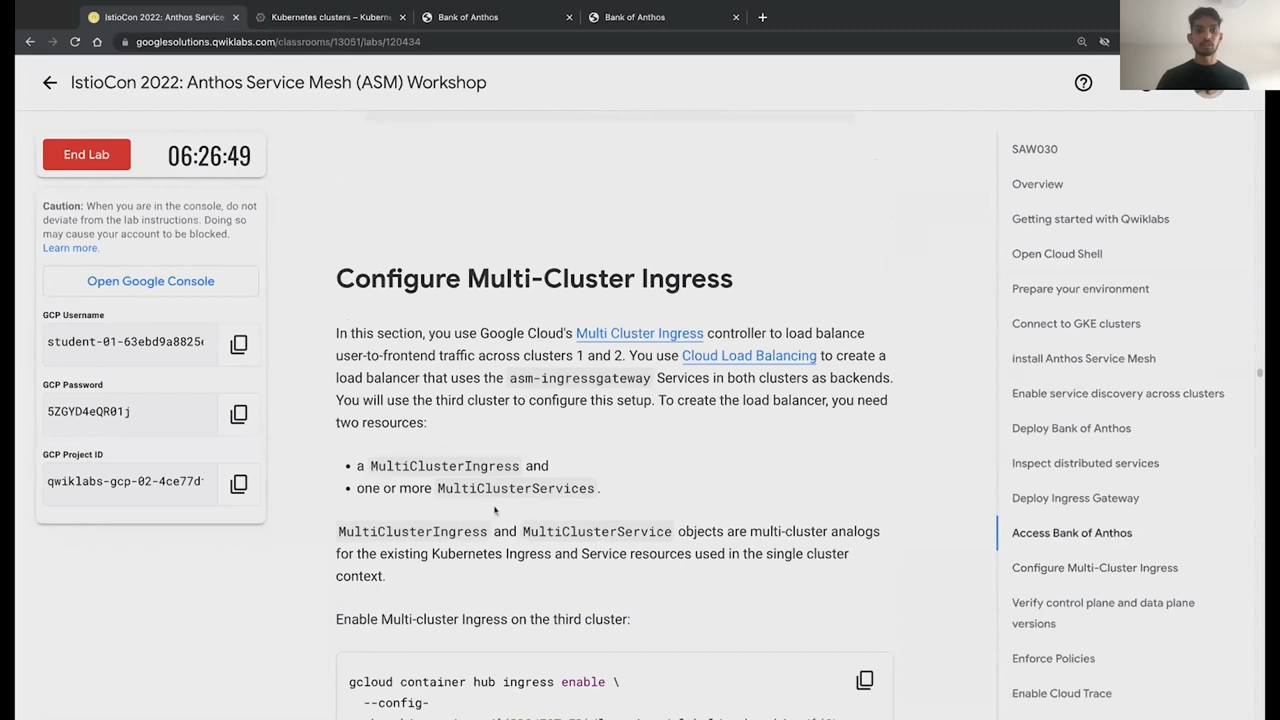 IstioCon 2022: Anthos Service
Kubernetes clusters – Kuberne
Bank of Anthos
Bank of Anthos
googlesolutions.qwiklabs.com/classrooms/13051/labs/120434
IstioCon 2022: Anthos Service Mesh (ASM) Workshop
End Lab
06:26:49
Caution: When you are in the console, do not
deviate from the lab instructions. Doing so
may cause your account to be blocked.
Learn more.
Open Google Console
GCP Username
student-01-63ebd9a8825
GCP Password
5ZGYD4eQR01j
GCP Project ID
qwiklabs-gcp-02-4ce77d
Configure Multi-Cluster Ingress
In this section, you use Google Cloud's Multi Cluster Ingress controller to load balance
user-to-frontend traffic across clusters 1 and 2. You use Cloud Load Balancing to create a
load balancer that uses the asm-ingressgateway Services in both clusters as backends.
You will use the third cluster to configure this setup. To create the load balancer, you need
two resources:
• a MultiClusterIngress and
• one or more MultiClusterServices.
MultiClusterIngress and MultiClusterService objects are multi-cluster analogs
for the existing Kubernetes Ingress and Service resources used in the single cluster
context.
Enable Multi-cluster Ingress on the third cluster:
gcloud container hub ingress enable \
--config-
SAW030
Overview
Getting started with Qwiklabs
Open Cloud Shell
Prepare your environment
Connect to GKE clusters
install Anthos Service Mesh
Enable service discovery across clusters
Deploy Bank of Anthos
Inspect distributed services
Deploy Ingress Gateway
Access Bank of Anthos
Configure Multi-Cluster Ingress
Verify control plane and data plane
versions
Enforce Policies
Enable Cloud Trace